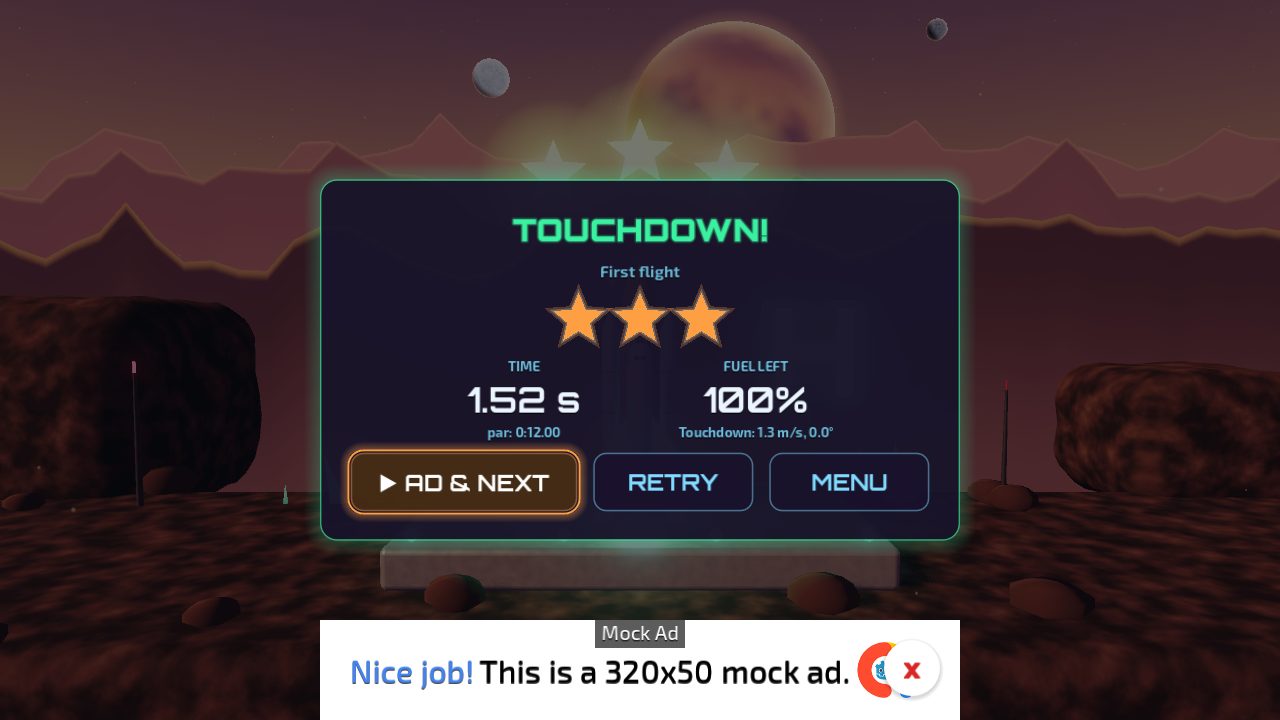 TOUCHDOWN!
First flight
TIME
FUEL LEFT
1.52 s
100%
par: 0:12.00
Touchdown: 1.3 m/s, 0.0°
▶ AD & NEXT
RETRY
MENU
Mock Ad
Nice job! This is a 320x50 mock ad.
X